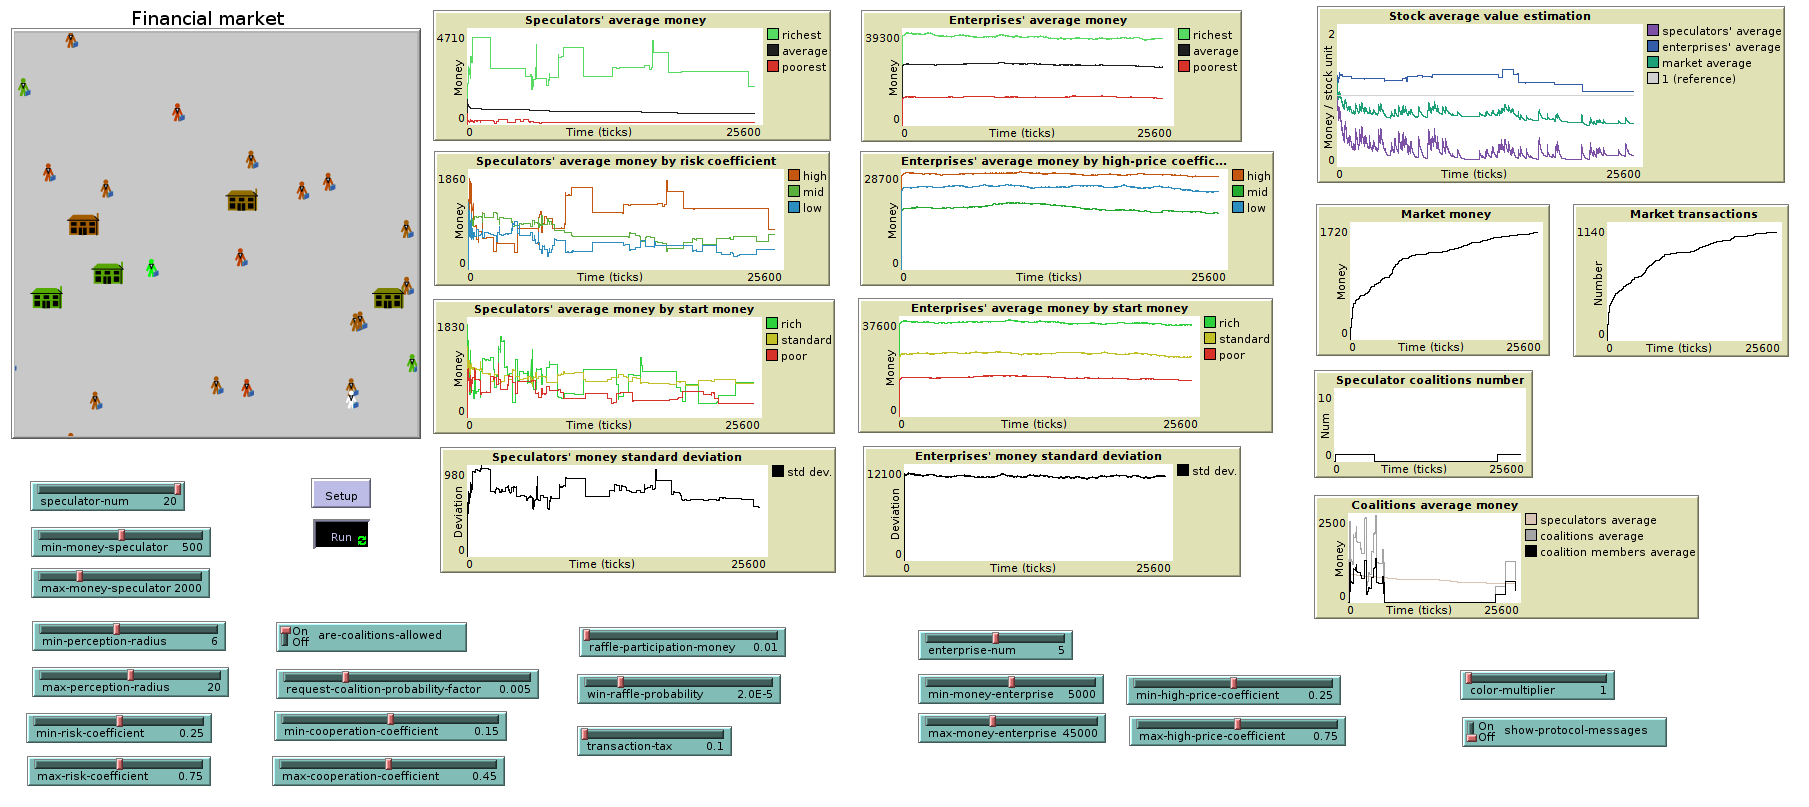 Financial market
Speculators' average money
4710
Money
0
0
Time (ticks)
25600
richest
average
poorest
Enterprises' average money
39300
Money
0
0
Time (ticks)
25600
richest
average
poorest
Stock average value estimation
2
Money / stock unit
0
0
Time (ticks)
25600
speculators' average
enterprises' average
market average
1 (reference)
Speculators' average money by risk coefficient
1860
Money
0
0
Time (ticks)
25600
high
mid
low
Enterprises' average money by high-price coeffic...
28700
Money
0
0
Time (ticks)
25600
high
mid
low
Market money
1720
Money
0
0
Time (ticks)
25600
Market transactions
1140
Number
0
0
Time (ticks)
25600
Speculators' average money by start money
1830
Money
0
0
Time (ticks)
25600
rich
standard
poor
Enterprises' average money by start money
37600
Money
0
0
Time (ticks)
25600
rich
standard
poor
Speculator coalitions number
10
Num
0
0
Time (ticks)
25600
Speculators' money standard deviation
980
Deviation
0
0
Time (ticks)
25600
std dev.
Enterprises' money standard deviation
12100
Deviation
0
0
Time (ticks)
25600
std dev.
Coalitions average money
2500
Money
0
0
Time (ticks)
25600
speculators average
coalitions average
coalition members average
speculator-num 20
min-money-speculator 500
max-money-speculator 2000
Setup
Run
min-perception-radius 6
max-perception-radius 20
min-risk-coefficient 0.25
max-risk-coefficient 0.75
On
Off
are-coalitions-allowed
request-coalition-probability-factor 0.005
min-cooperation-coefficient 0.15
max-cooperation-coefficient 0.45
raffle-participation-money 0.01
win-raffle-probability 2.0E-5
transaction-tax 0.1
enterprise-num 5
min-money-enterprise 5000
max-money-enterprise 45000
min-high-price-coefficient 0.25
max-high-price-coefficient 0.75
color-multiplier 1
On
Off
show-protocol-messages